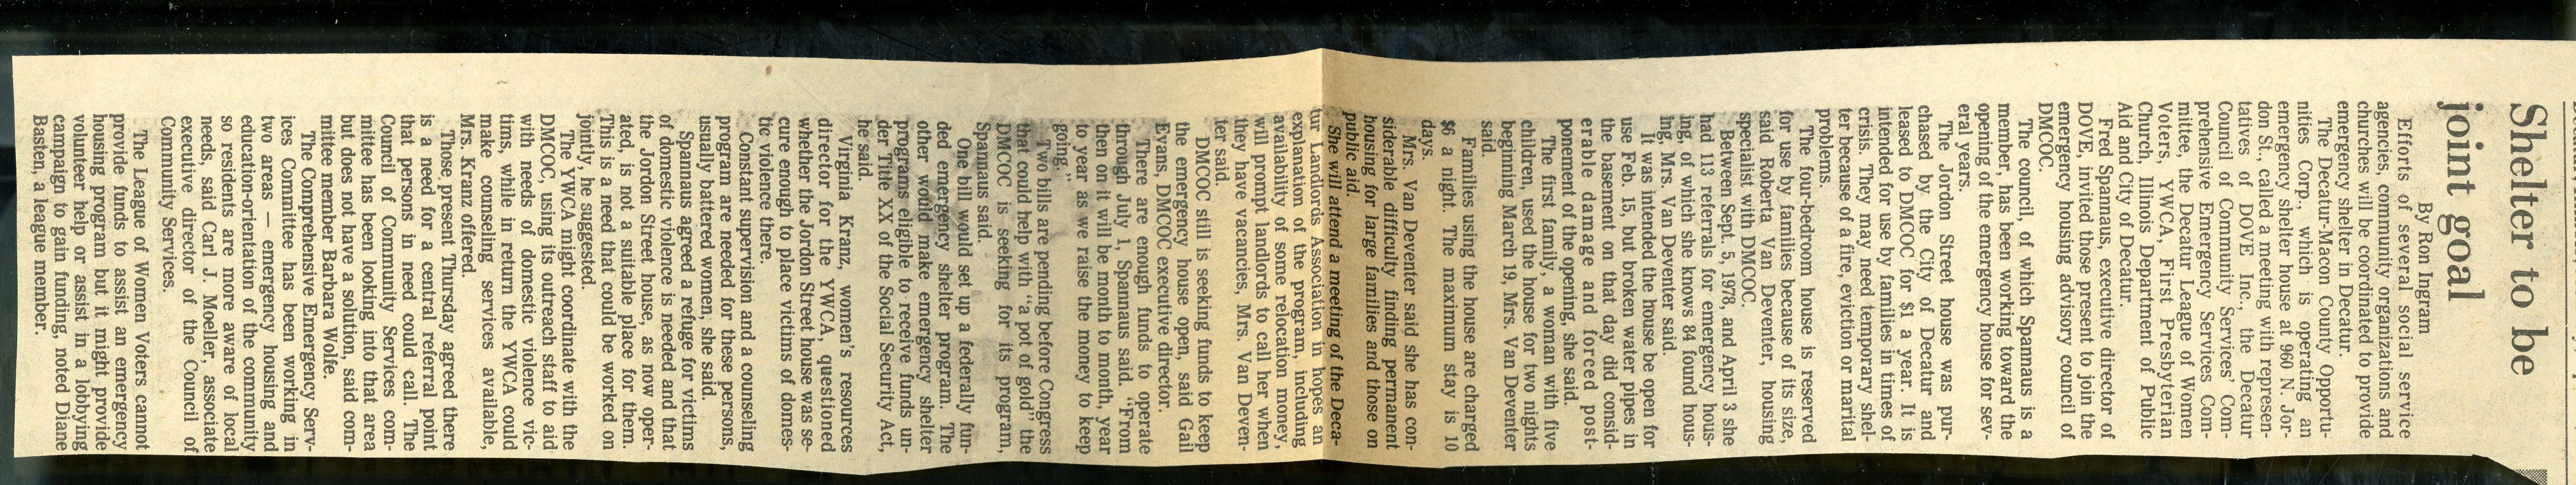 Shelter to be
joint goal
By Ron Ingram
Efforts of several social service
agencies, community organizations and
churches will be coordinated to provide
emergency shelter in Decatur.
The Decatur-Macon County Opportu-
nities Corp., which is operating an
emergency shelter house at 960 N. Jor-
don St., called a meeting with represen-
tatives of DOVE Inc., the Decatur
Council of Community Services' Com-
prehensive Emergency Services Com-
mittee, the Decatur League of Women
Voters, YWCA, First Presbyterian
Church, Illinois Department of Public
Aid and City of Decatur.
Fred Spannaus, executive director of
DOVE, invited those present to join the
emergency housing advisory council of
DMCOC.
The council, of which Spannaus is a
member, has been working toward the
opening of the emergency house for sev-
eral years.
The Jordon Street house was pur-
chased by the City of Decatur and
leased to DMCOC for $1 a year. It is
intended for use by families in times of
crisis. They may need temporary shel-
ter because of a fire, eviction or marital
problems.
The four-bedroom house is reserved
for use by families because of its size,
said Roberta Van Deventer, housing
specialist with DMCOC.
Between Sept. 5, 1978, and April 3 she
had 113 referrals for emergency hous-
ing, of which she knows 84 found hous-
ing, Mrs. Van Deventer said.
It was intended the house be open for
use Feb. 15, but broken water pipes in
the basement on that day did consid-
erable damage and forced post-
ponement of the opening, she said.
The first family, a woman with five
children, used the house for two nights
beginning March 19, Mrs. Van Deventer
said.
Families using the house are charged
$6 a night. The maximum stay is 10
days.
Mrs. Van Deventer said she has con-
siderable difficulty finding permanent
housing for large families and those on
public aid.
She will attend a meeting of the Deca-
tur Landlords Association in hopes an
explanation of the program, including
availability of some relocation money,
will prompt landlords to call her when
they have vacancies, Mrs. Van Deven-
ter said.
DMCOC still is seeking funds to keep
the emergency house open, said Gail
Evans, DMCOC executive director.
There are enough funds to operate
through July 1, Spannaus said. "From
then on it will be month to month, year
to year as we raise the money to keep
going."
Two bills are pending before Congress
that could help with "a pot of gold" the
DMCOC is seeking for its program,
Spannaus said.
One bill would set up a federally fun-
ded emergency shelter program. The
other would make emergency shelter
programs eligible to receive funds un-
der Title XX of the Social Security Act,
he said.
Virginia Kranz, women's resources
director for the YWCA, questioned
whether the Jordon Street house was se-
cure enough to place victims of domes-
tic violence there.
Constant supervision and a counseling
program are needed for these persons,
usually battered women, she said.
Spannaus agreed a refuge for victims
of domestic violence is needed and that
the Jordon Street house, as now oper-
ated, is not a suitable place for them.
This is a need that could be worked on
jointly, he suggested.
The YWCA might coordinate with the
DMCOC, using its outreach staff to aid
with needs of domestic violence vic-
tims, while in return the YWCA could
make counseling services available,
Mrs. Kranz offered.
Those present Thursday agreed there
is a need for a central referral point
that persons in need could call. The
Council of Community Services com-
mittee has been looking into that area
but does not have a solution, said com-
mittee member Barbara Wolfe.
The Comprehensive Emergency Serv-
ices Committee has been working in
two areas — emergency housing and
education-orientation of the community
so residents are more aware of local
needs, said Carl J. Moeller, associate
executive director of the Council of
Community Services.
The League of Women Voters cannot
provide funds to assist an emergency
housing program but it might provide
volunteer help or assist in a lobbying
campaign to gain funding, noted Diane
Basten, a league member.